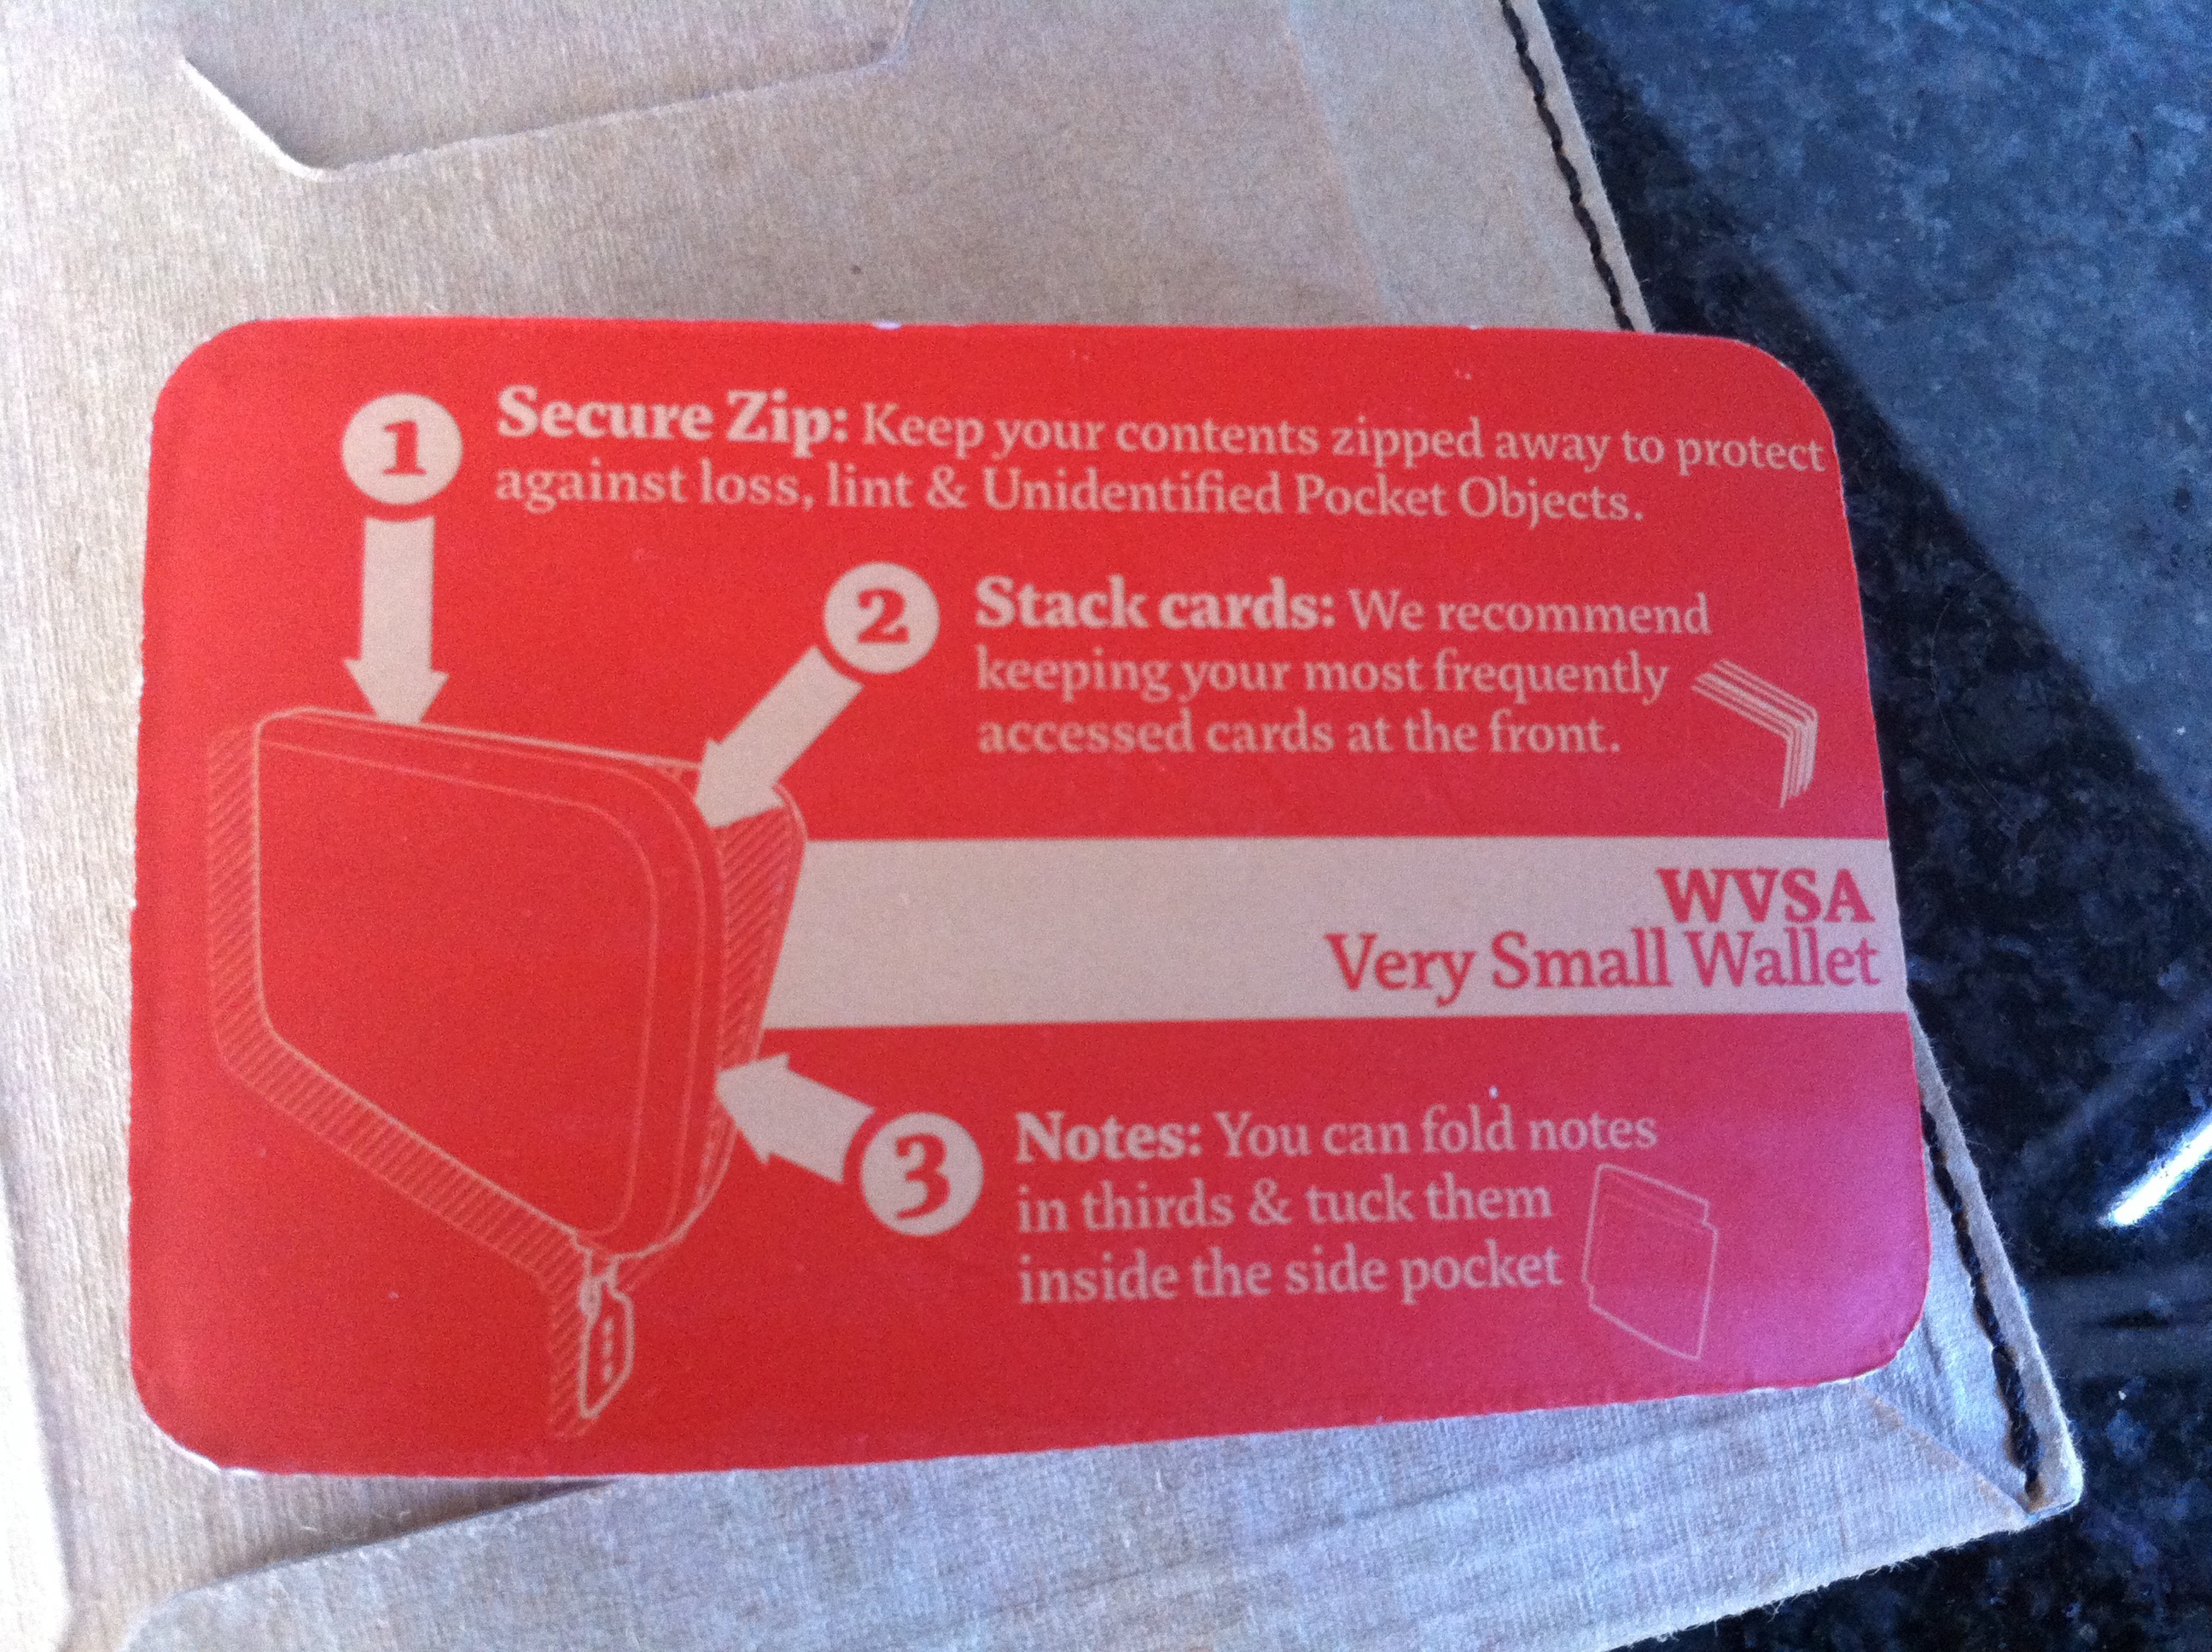 1
Secure Zip: Keep your contents zipped away to protect
against loss, lint & Unidentified Pocket Objects.
2
Stack cards: We recommend
keeping your most frequently
accessed cards at the front.
WVSA
Very Small Wallet
3
Notes: You can fold notes
in thirds & tuck them
inside the side pocket